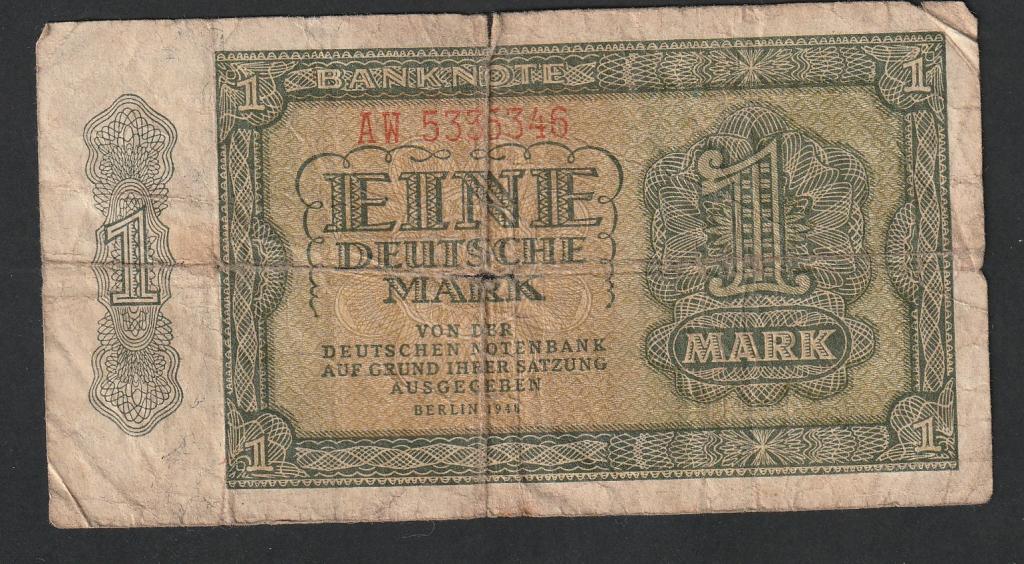 1
BANKNOTE
1
AW 5336346
EINE
DEUTSCHE
MARK
VON DER
DEUTSCHEN NOTENBANK
AUF GRUND IHRER SATZUNG
AUSGEGEBEN
BERLIN 1948
1
1
MARK
1
1